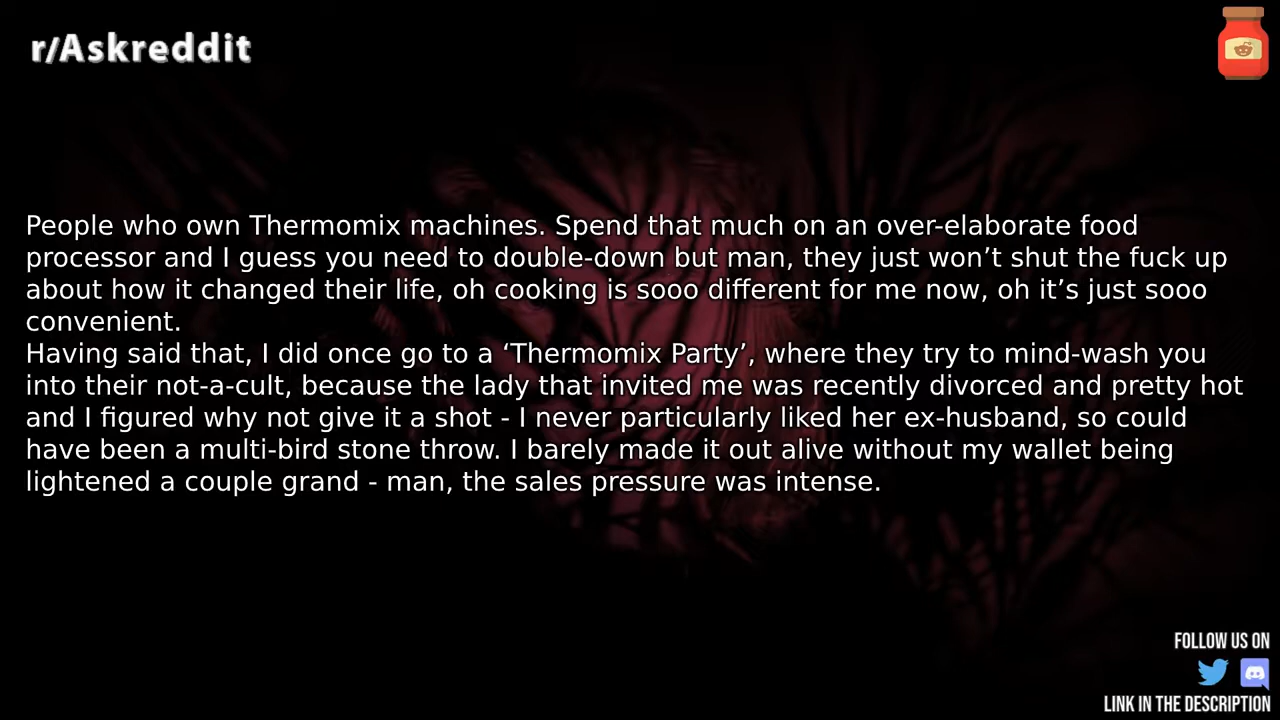 r/Askreddit
People who own Thermomix machines. Spend that much on an over-elaborate food
processor and I guess you need to double-down but man, they just won’t shut the fuck up
about how it changed their life, oh cooking is sooo different for me now, oh it’s just sooo
convenient.
Having said that, I did once go to a ‘Thermomix Party’, where they try to mind-wash you
into their not-a-cult, because the lady that invited me was recently divorced and pretty hot
and I figured why not give it a shot - I never particularly liked her ex-husband, so could
have been a multi-bird stone throw. I barely made it out alive without my wallet being
lightened a couple grand - man, the sales pressure was intense.
FOLLOW US ON
LINK IN THE DESCRIPTION